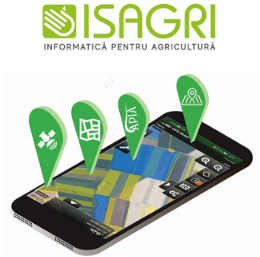 ISAGRI
INFORMATICĂ PENTRU AGRICULTURĂ
APIA